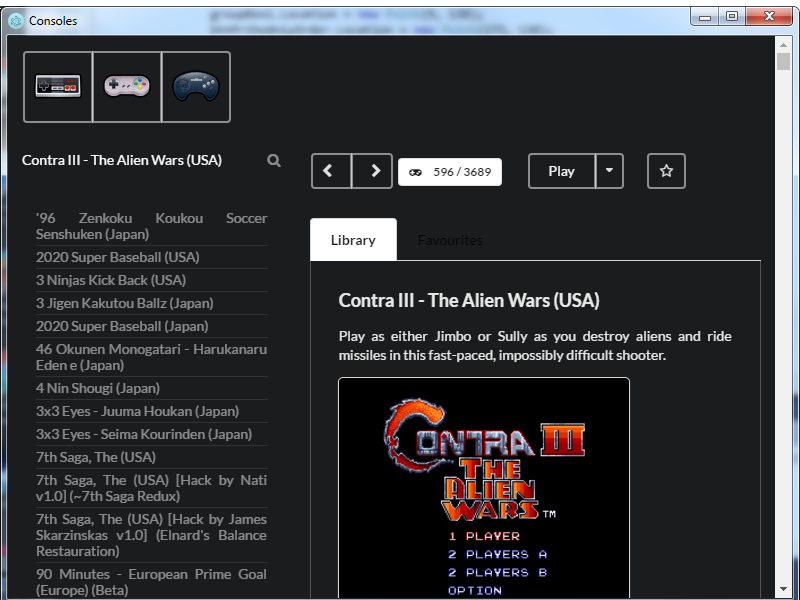 Consoles
Contra III - The Alien Wars (USA)
596 / 3689
Play
'96 Zenkoku Koukou Soccer
Senshuken (Japan)
2020 Super Baseball (USA)
3 Ninjas Kick Back (USA)
3 Jigen Kakutou Ballz (Japan)
2020 Super Baseball (Japan)
46 Okunen Monogatari - Harukanaru
Eden e (Japan)
4 Nin Shougi (Japan)
3x3 Eyes - Juuma Houkan (Japan)
3x3 Eyes - Seima Kourinden (Japan)
7th Saga, The (USA)
7th Saga, The (USA) [Hack by Nati
v1.0] (~7th Saga Redux)
7th Saga, The (USA) [Hack by James
Skarzinskas v1.0] (Elnard's Balance
Restauration)
90 Minutes - European Prime Goal
(Europe) (Beta)
Library
Favourites
Contra III - The Alien Wars (USA)
Play as either Jimbo or Sully as you destroy aliens and ride
missiles in this fast-paced, impossibly difficult shooter.
CONTRA III
THE
ALIEN
WARS TM
1 PLAYER
2 PLAYERS A
2 PLAYERS B
OPTION